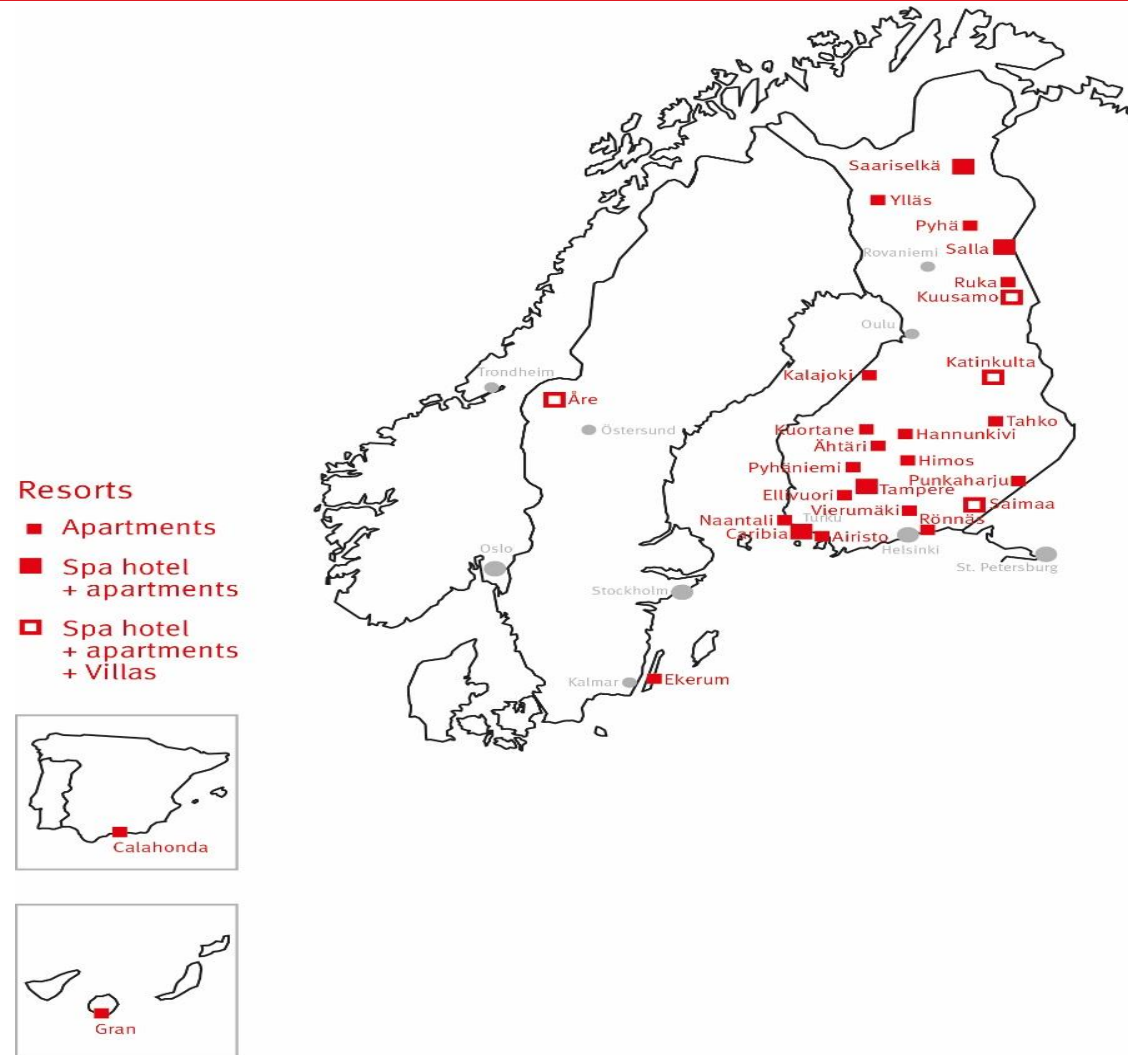 Saariselkä
Ylläs
Pyhä
Salla
Rovaniemi
Ruka
Kuusamo
Oulu
Katinkulta
Kalajoki
Trondheim
Åre
Östersund
Tahko
Kuortane
Hannunkivi
Ähtäri
Himos
Pyhäniemi
Punkaharju
Tampere
Ellivuori
Saimaa
Vierumäki
Naantali
Turku
Rönnäs
Caribia
Airisto
Helsinki
Oslo
St. Petersburg
Stockholm
Kalmar
Ekerum
Resorts
Apartments
Spa hotel
+ apartments
Spa hotel
+ apartments
+ Villas
Calahonda
Gran